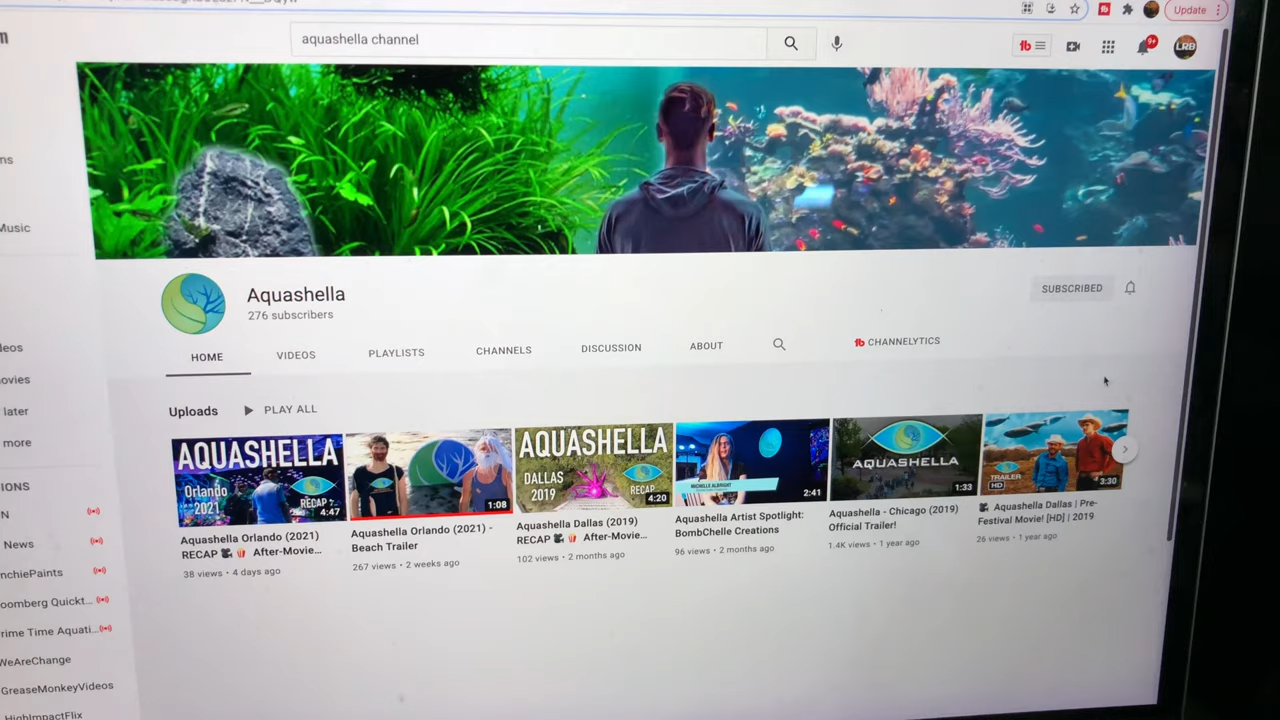 Update
aquashella channel
9+
LRB
Music
Aquashella
276 subscribers
SUBSCRIBED
HOME
VIDEOS
PLAYLISTS
CHANNELS
DISCUSSION
ABOUT
CHANNELYTICS
later
more
Uploads
PLAY ALL
AQUASHELLA
Orlando
2021
RECAP
4:47
1:08
AQUASHELLA
DALLAS
2019
RECAP
4:20
MICHELLE ALBRIGHT
2:41
AQUASHELLA
1:33
TRAILER
HD
3:30
Aquashella Orlando (2021)
RECAP 🎥 🍿 After-Movie...
38 views • 4 days ago
Aquashella Orlando (2021) -
Beach Trailer
267 views • 2 weeks ago
Aquashella Dallas (2019)
RECAP 🎥 🍿 After-Movie...
102 views • 2 months ago
Aquashella Artist Spotlight:
BombChelle Creations
96 views • 2 months ago
Aquashella - Chicago (2019)
Official Trailer!
1.4K views • 1 year ago
🎥 Aquashella Dallas | Pre-
Festival Movie! [HD] | 2019
26 views • 1 year ago
News
nchiePaints
oomberg Quickt...
rime Time Aquati...
WeAreChange
GreaseMonkeyVideos
HighImpactFlix